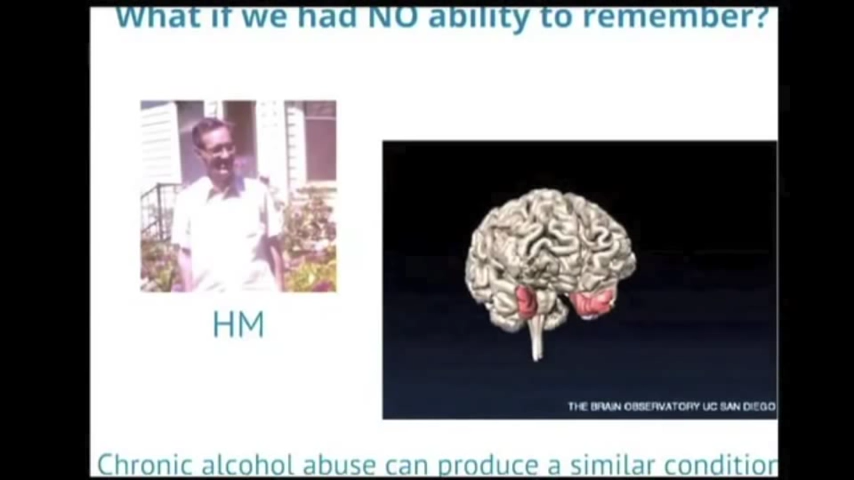 What if we had NO ability to remember?
HM
THE BRAIN OBSERVATORY UC SAN DIEGO
Chronic alcohol abuse can produce a similar condition